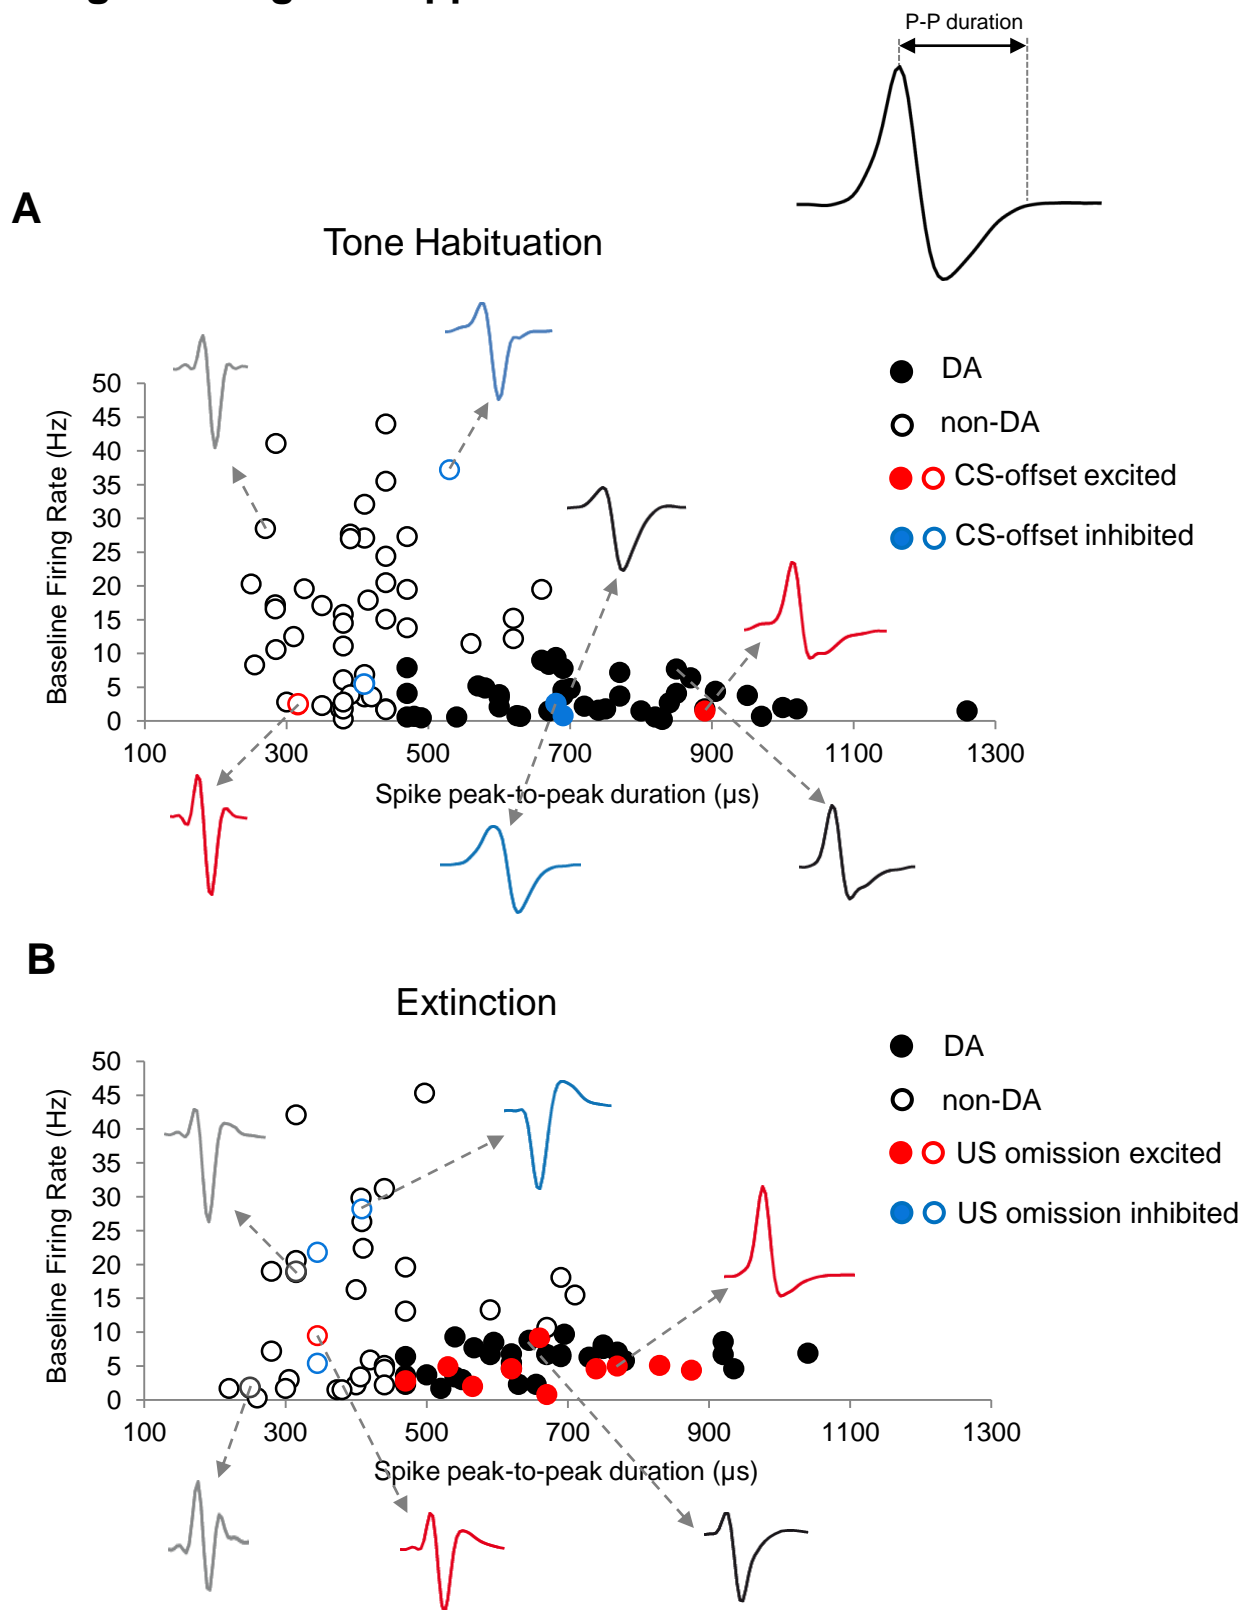 P-P duration
A
Tone Habituation
DA
non-DA
CS-offset excited
CS-offset inhibited
Baseline Firing Rate (Hz)
50
45
40
35
30
25
20
15
10
5
0
100 300 500 700 900 1100 1300
Spike peak-to-peak duration (µs)
B
Extinction
DA
non-DA
US omission excited
US omission inhibited
Baseline Firing Rate (Hz)
50
45
40
35
30
25
20
15
10
5
0
100 300 500 700 900 1100 1300
Spike peak-to-peak duration (µs)